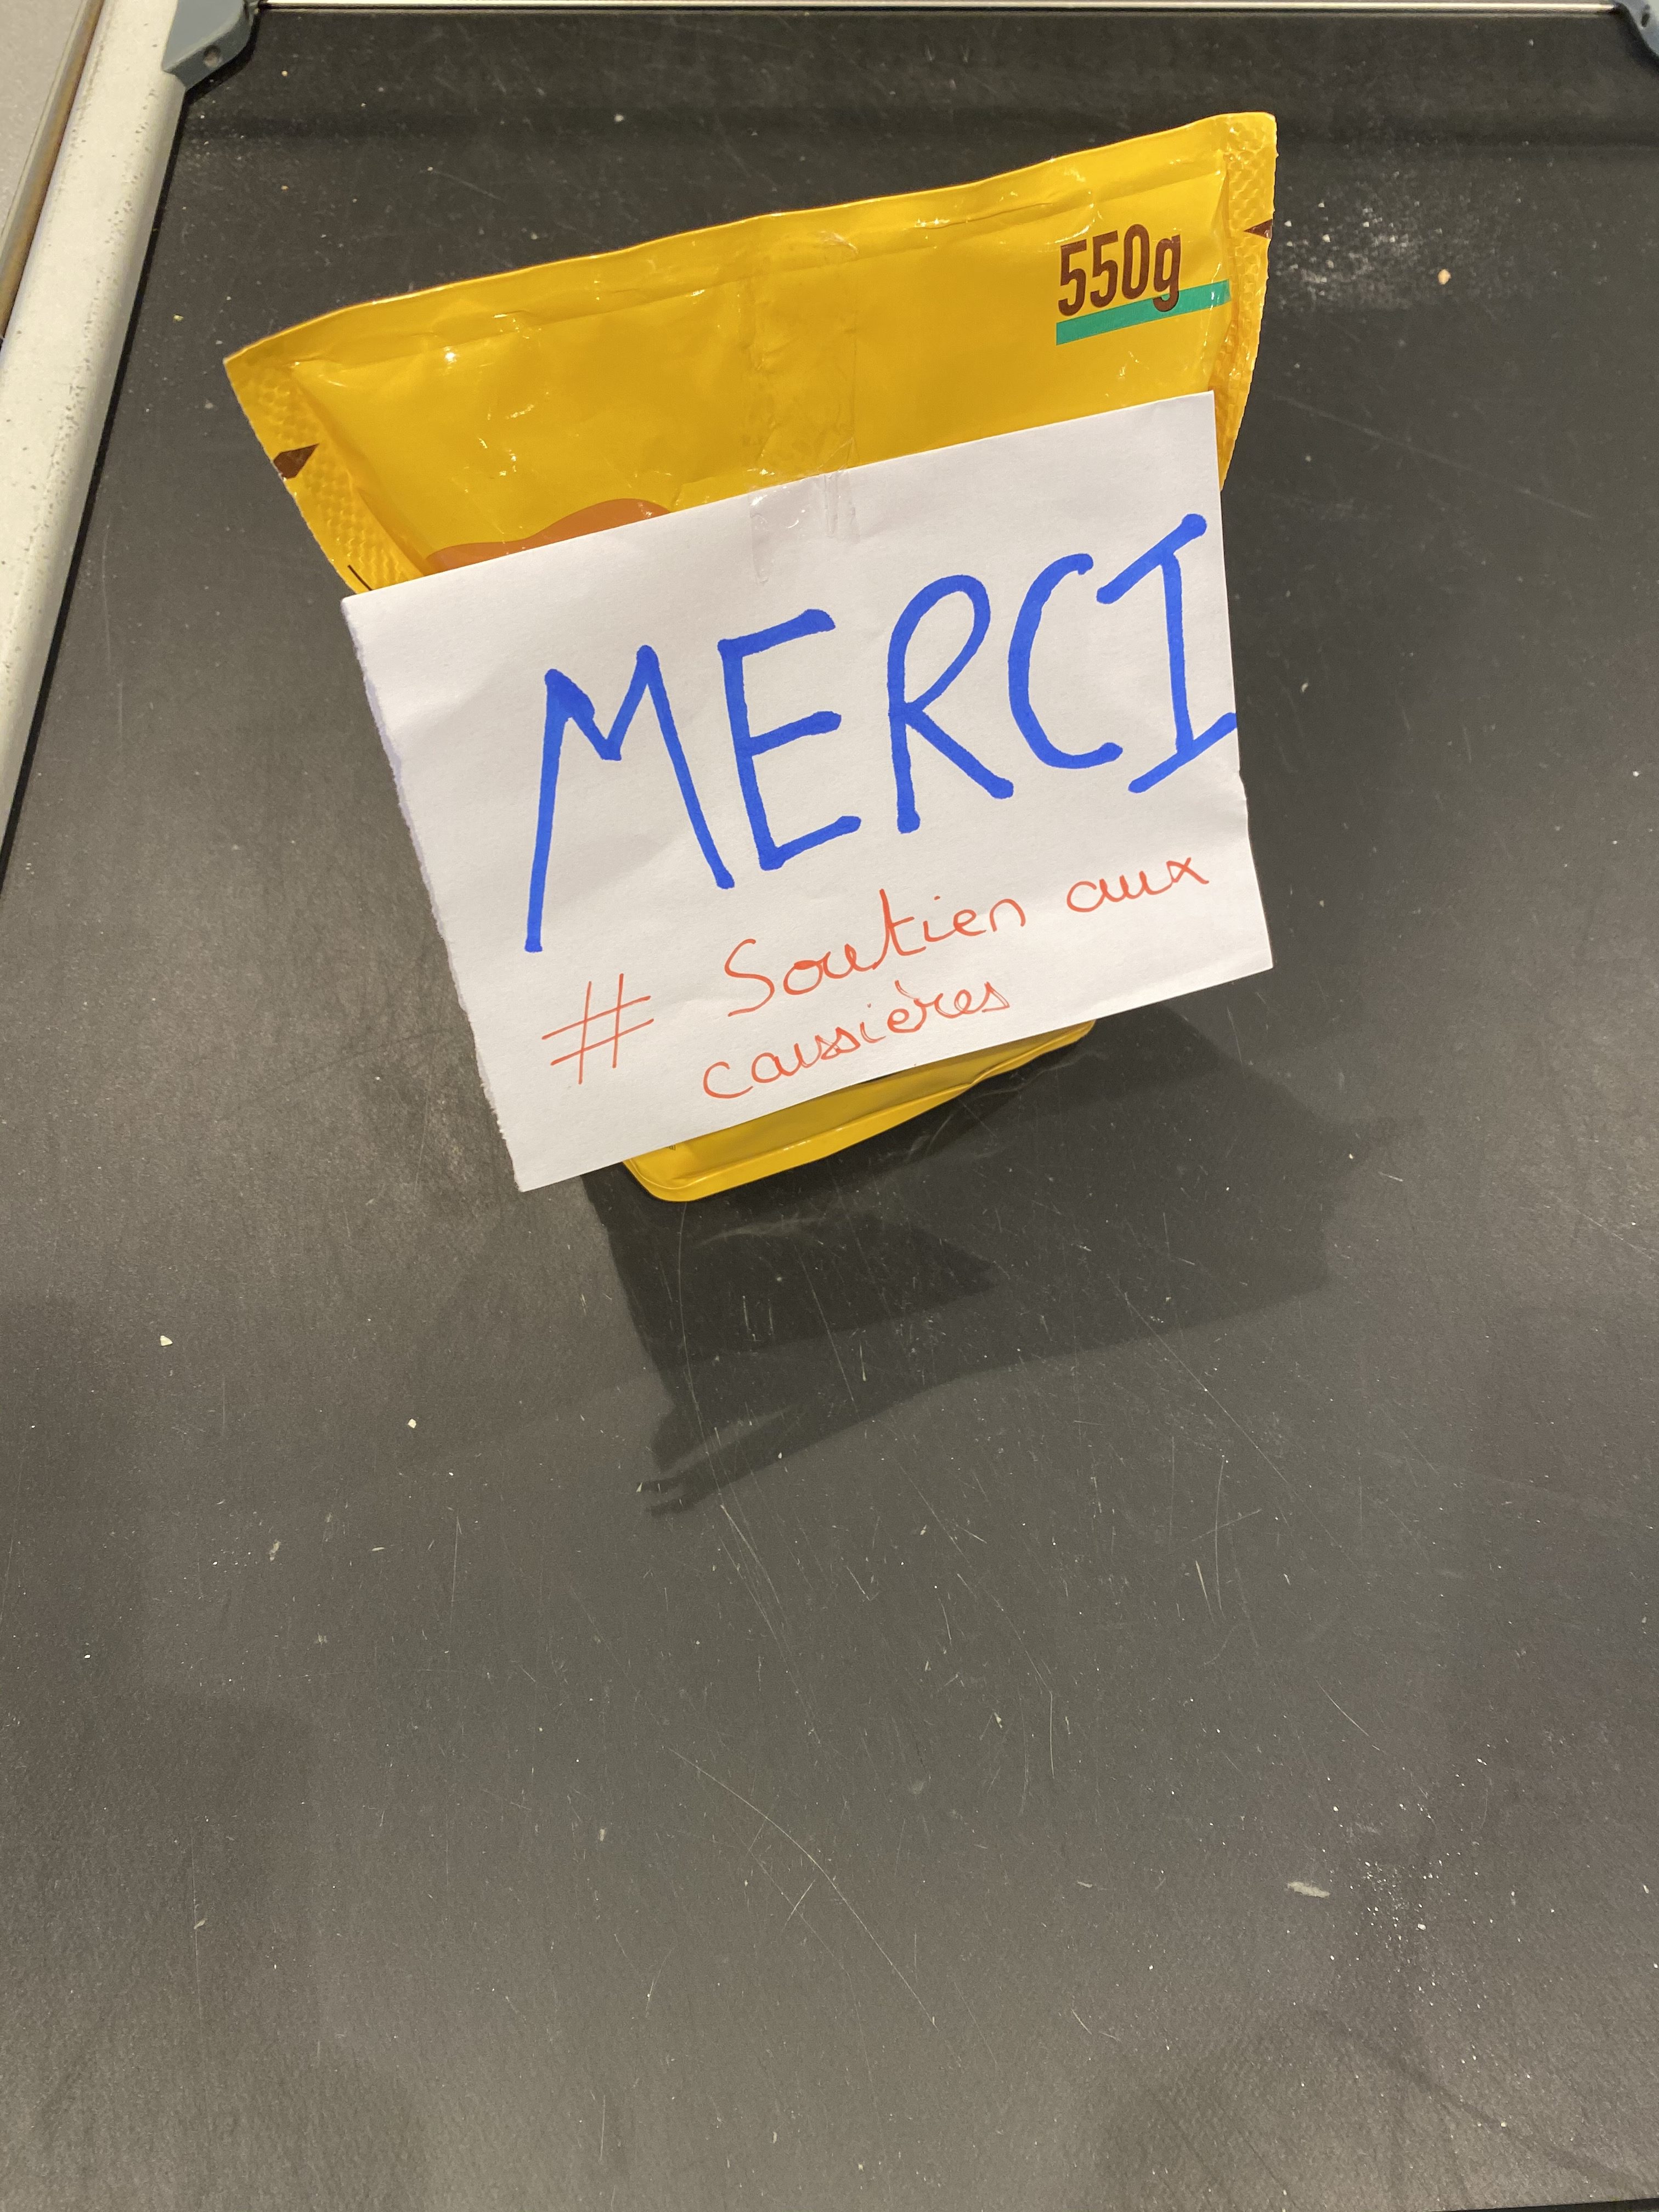 550g
MERCI
# Soutien aux
caissières